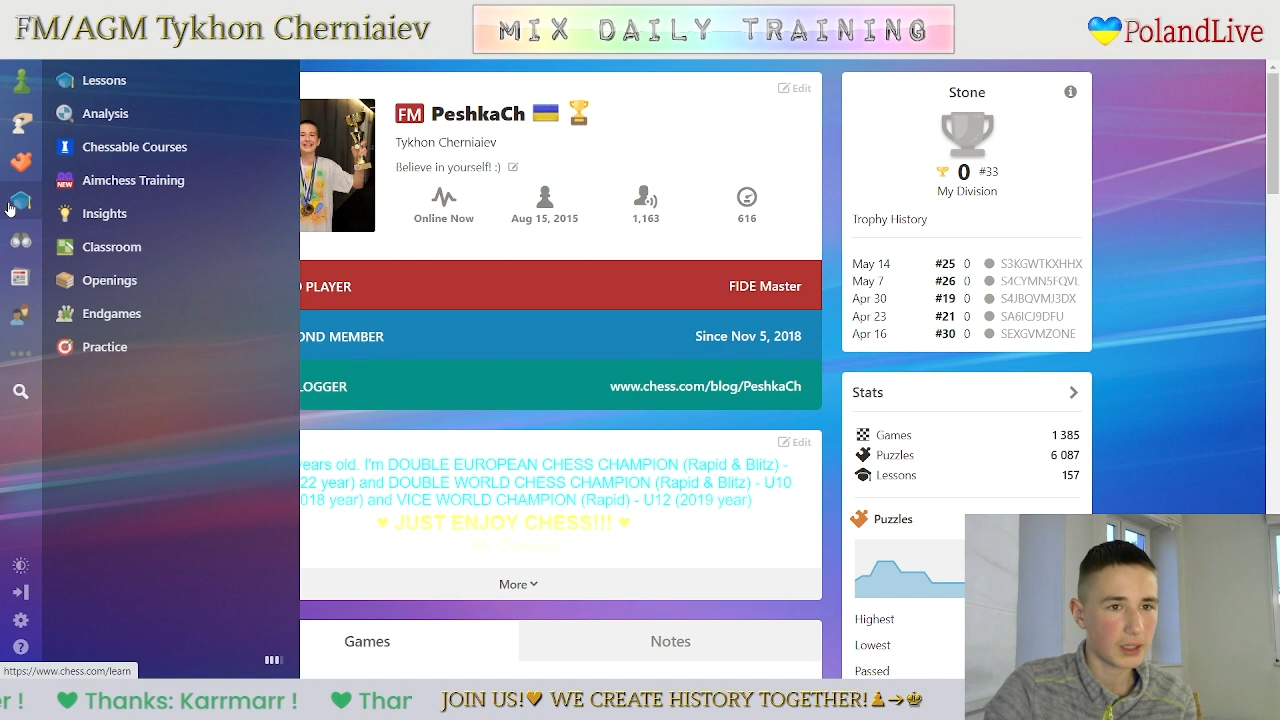 FM/AGM Tykhon Cherniaiev
MIX DAILY TRAINING
PolandLive
Lessons
Analysis
Chessable Courses
NEW
Aimchess Training
Insights
Classroom
Openings
Endgames
Practice
https://www.chess.com/learn
Edit
FM PeshkaCh
Tykhon Cherniaiev
Believe in yourself! :)
Online Now
Aug 15, 2015
1,163
616
PLAYER
FIDE Master
OND MEMBER
Since Nov 5, 2018
LOGGER
www.chess.com/blog/PeshkaCh
Edit
years old. I'm DOUBLE EUROPEAN CHESS CHAMPION (Rapid & Blitz) -
22 year) and DOUBLE WORLD CHESS CHAMPION (Rapid & Blitz) - U10
018 year) and VICE WORLD CHAMPION (Rapid) - U12 (2019 year)
♥ JUST ENJOY CHESS!!! ♥
More
Games
Notes
Stone
0 #33
My Division
Trophy History
May 14 #25 0 S3KGWTKXHHX
May 7 #26 0 S4CYMN5FQVL
Apr 30 #19 0 S4JBQVMJ3DX
Apr 23 #21 0 SA6ICJ9DFU
Apr 16 #30 0 SEXGVMZONE
Stats
Games 1 385
Puzzles 6 087
Lessons 157
Puzzles
Highest
Lowest
Passed
er ! Thanks: Karrmarr ! Than
JOIN US! WE CREATE HISTORY TOGETHER!